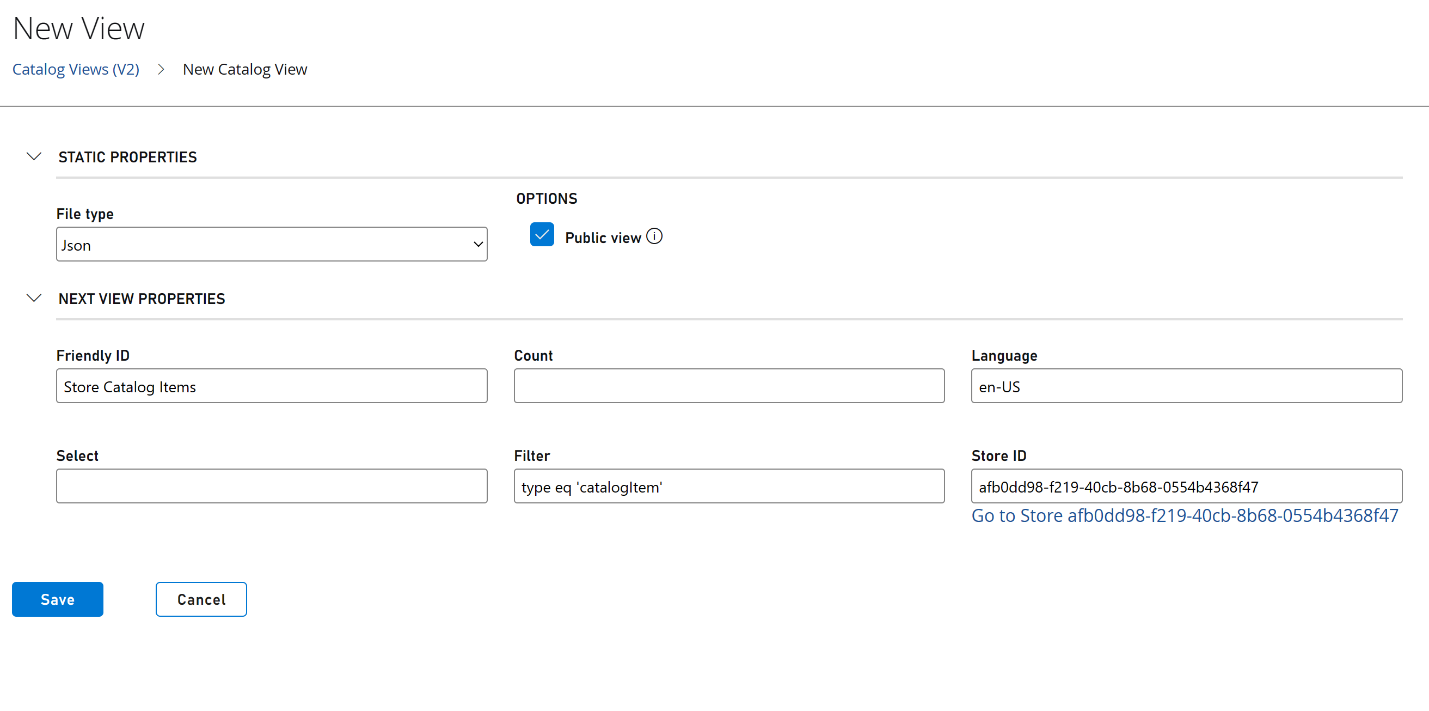 New View
Catalog Views (V2) > New Catalog View
STATIC PROPERTIES
OPTIONS
File type
Json
Public view
NEXT VIEW PROPERTIES
Friendly ID Count Language
Store Catalog Items en-US
Select Filter Store ID
type eq 'catalogItem' afb0dd98-f219-40cb-8b68-0554b4368f47
Go to Store afb0dd98-f219-40cb-8b68-0554b4368f47
Save Cancel